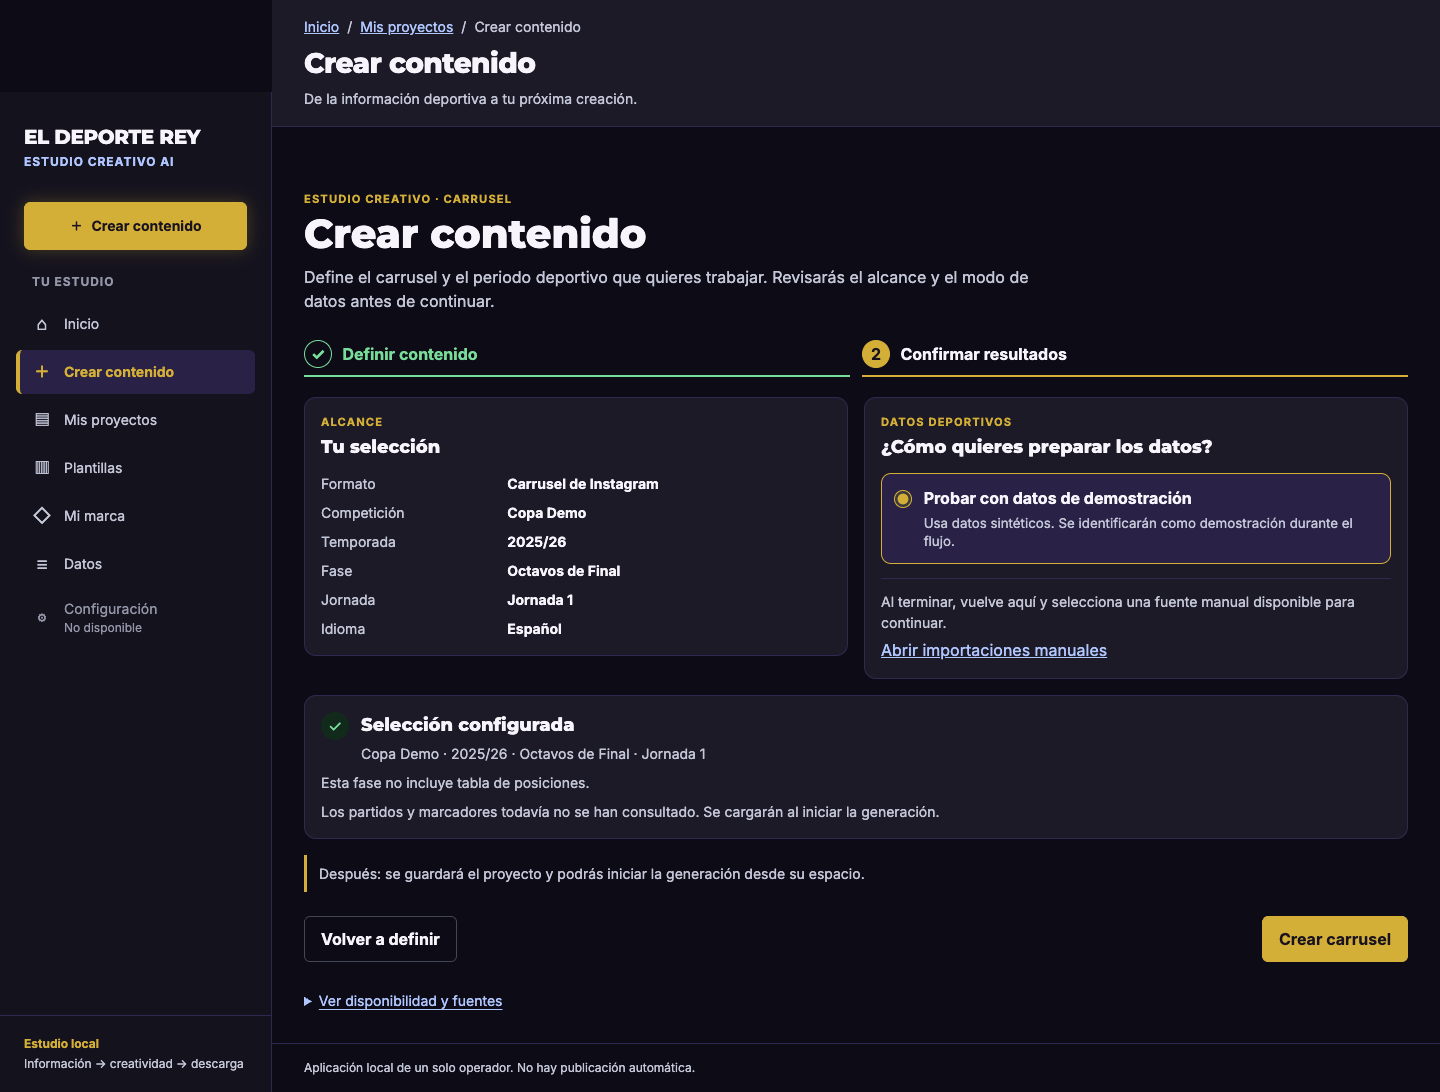 Inicio / Mis proyectos / Crear contenido
Crear contenido
De la información deportiva a tu próxima creación.
EL DEPORTE REY
ESTUDIO CREATIVO AI
+ Crear contenido
TU ESTUDIO
Inicio
Crear contenido
Mis proyectos
Plantillas
Mi marca
Datos
Configuración
No disponible
Estudio local
Información → creatividad → descarga
ESTUDIO CREATIVO · CARRUSEL
Crear contenido
Define el carrusel y el periodo deportivo que quieres trabajar. Revisarás el alcance y el modo de
datos antes de continuar.
Definir contenido
2 Confirmar resultados
ALCANCE
Tu selección
Formato Carrusel de Instagram
Competición Copa Demo
Temporada 2025/26
Fase Octavos de Final
Jornada Jornada 1
Idioma Español
DATOS DEPORTIVOS
¿Cómo quieres preparar los datos?
Probar con datos de demostración
Usa datos sintéticos. Se identificarán como demostración durante el
flujo.
Al terminar, vuelve aquí y selecciona una fuente manual disponible para
continuar.
Abrir importaciones manuales
Selección configurada
Copa Demo · 2025/26 · Octavos de Final · Jornada 1
Esta fase no incluye tabla de posiciones.
Los partidos y marcadores todavía no se han consultado. Se cargarán al iniciar la generación.
Después: se guardará el proyecto y podrás iniciar la generación desde su espacio.
Volver a definir
Crear carrusel
Ver disponibilidad y fuentes
Aplicación local de un solo operador. No hay publicación automática.